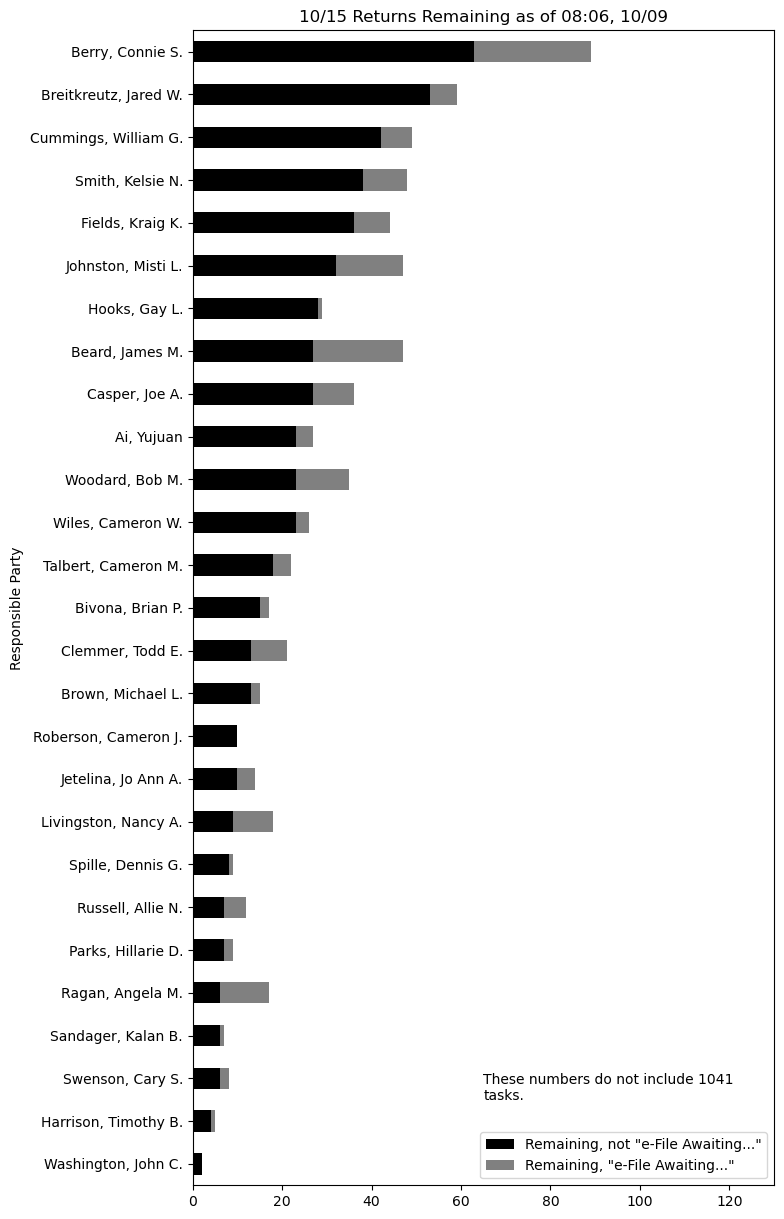 10/15 Returns Remaining as of 08:06, 10/09
Berry, Connie S.
Breitkreutz, Jared W.
Cummings, William G.
Smith, Kelsie N.
Fields, Kraig K.
Johnston, Misti L.
Hooks, Gay L.
Beard, James M.
Casper, Joe A.
Ai, Yujuan
Woodard, Bob M.
Wiles, Cameron W.
Talbert, Cameron M.
Bivona, Brian P.
Clemmer, Todd E.
Brown, Michael L.
Roberson, Cameron J.
Jetelina, Jo Ann A.
Livingston, Nancy A.
Spille, Dennis G.
Russell, Allie N.
Parks, Hillarie D.
Ragan, Angela M.
Sandager, Kalan B.
Swenson, Cary S.
Harrison, Timothy B.
Washington, John C.
Responsible Party
These numbers do not include 1041
tasks.
Remaining, not "e-File Awaiting..."
Remaining, "e-File Awaiting..."
0 20 40 60 80 100 120